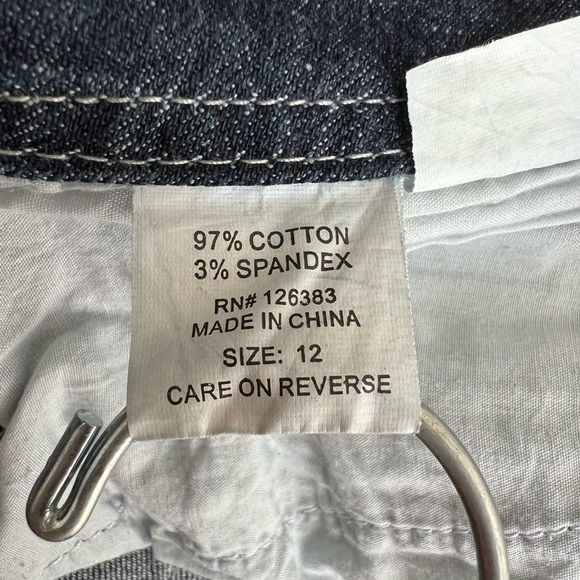 97% COTTON
3% SPANDEX
RN# 126383
MADE IN CHINA
SIZE: 12
CARE ON REVERSE